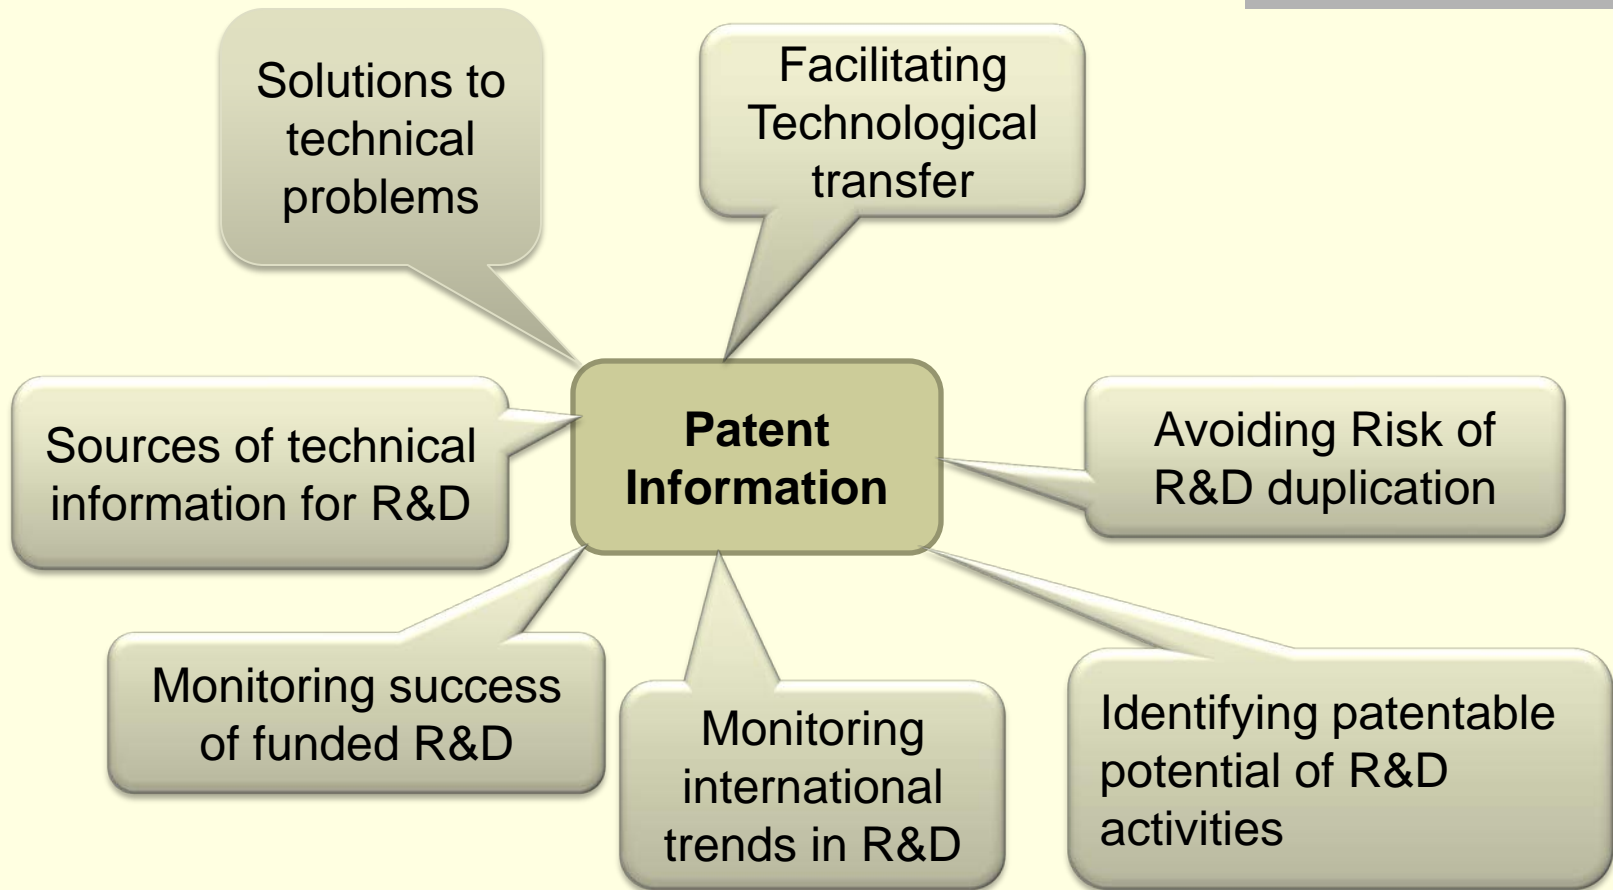 Solutions to
technical
problems
Facilitating
Technological
transfer
Sources of technical
information for R&D
Patent
Information
Avoiding Risk of
R&D duplication
Monitoring success
of funded R&D
Monitoring
international
trends in R&D
Identifying patentable
potential of R&D
activities